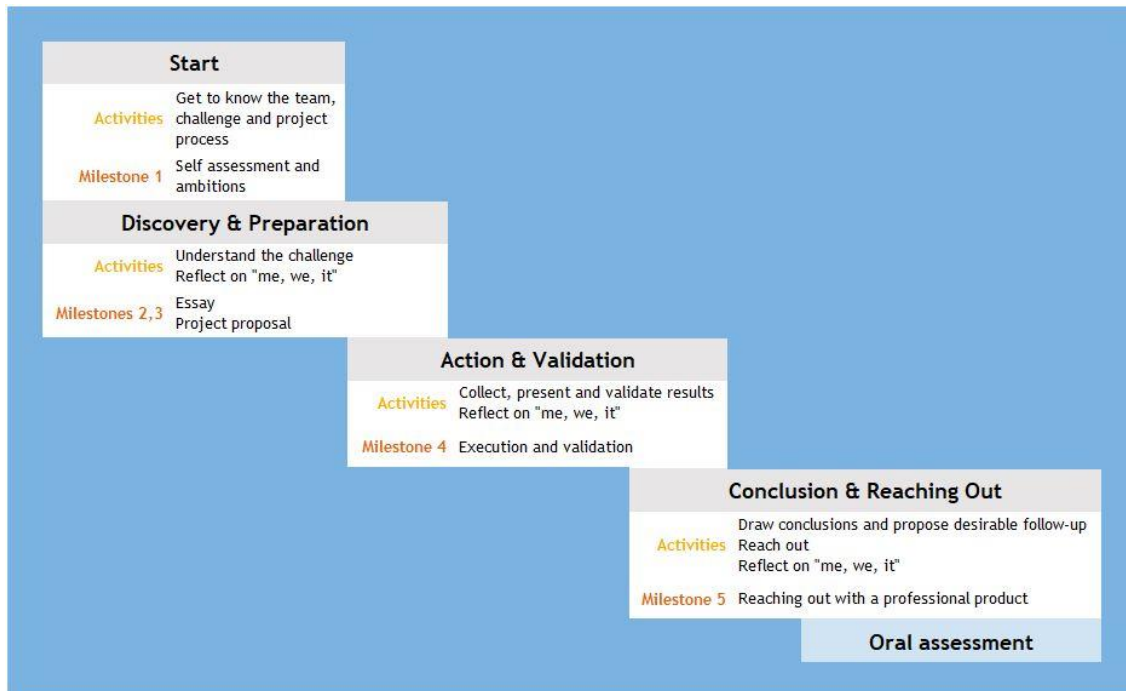 Start
Activities
Get to know the team,
challenge and project
process
Milestone 1
Self assessment and
ambitions
Discovery & Preparation
Activities
Understand the challenge
Reflect on "me, we, it"
Milestones 2,3
Essay
Project proposal
Action & Validation
Activities
Collect, present and validate results
Reflect on "me, we, it"
Milestone 4
Execution and validation
Conclusion & Reaching Out
Activities
Draw conclusions and propose desirable follow-up
Reach out
Reflect on "me, we, it"
Milestone 5
Reaching out with a professional product
Oral assessment